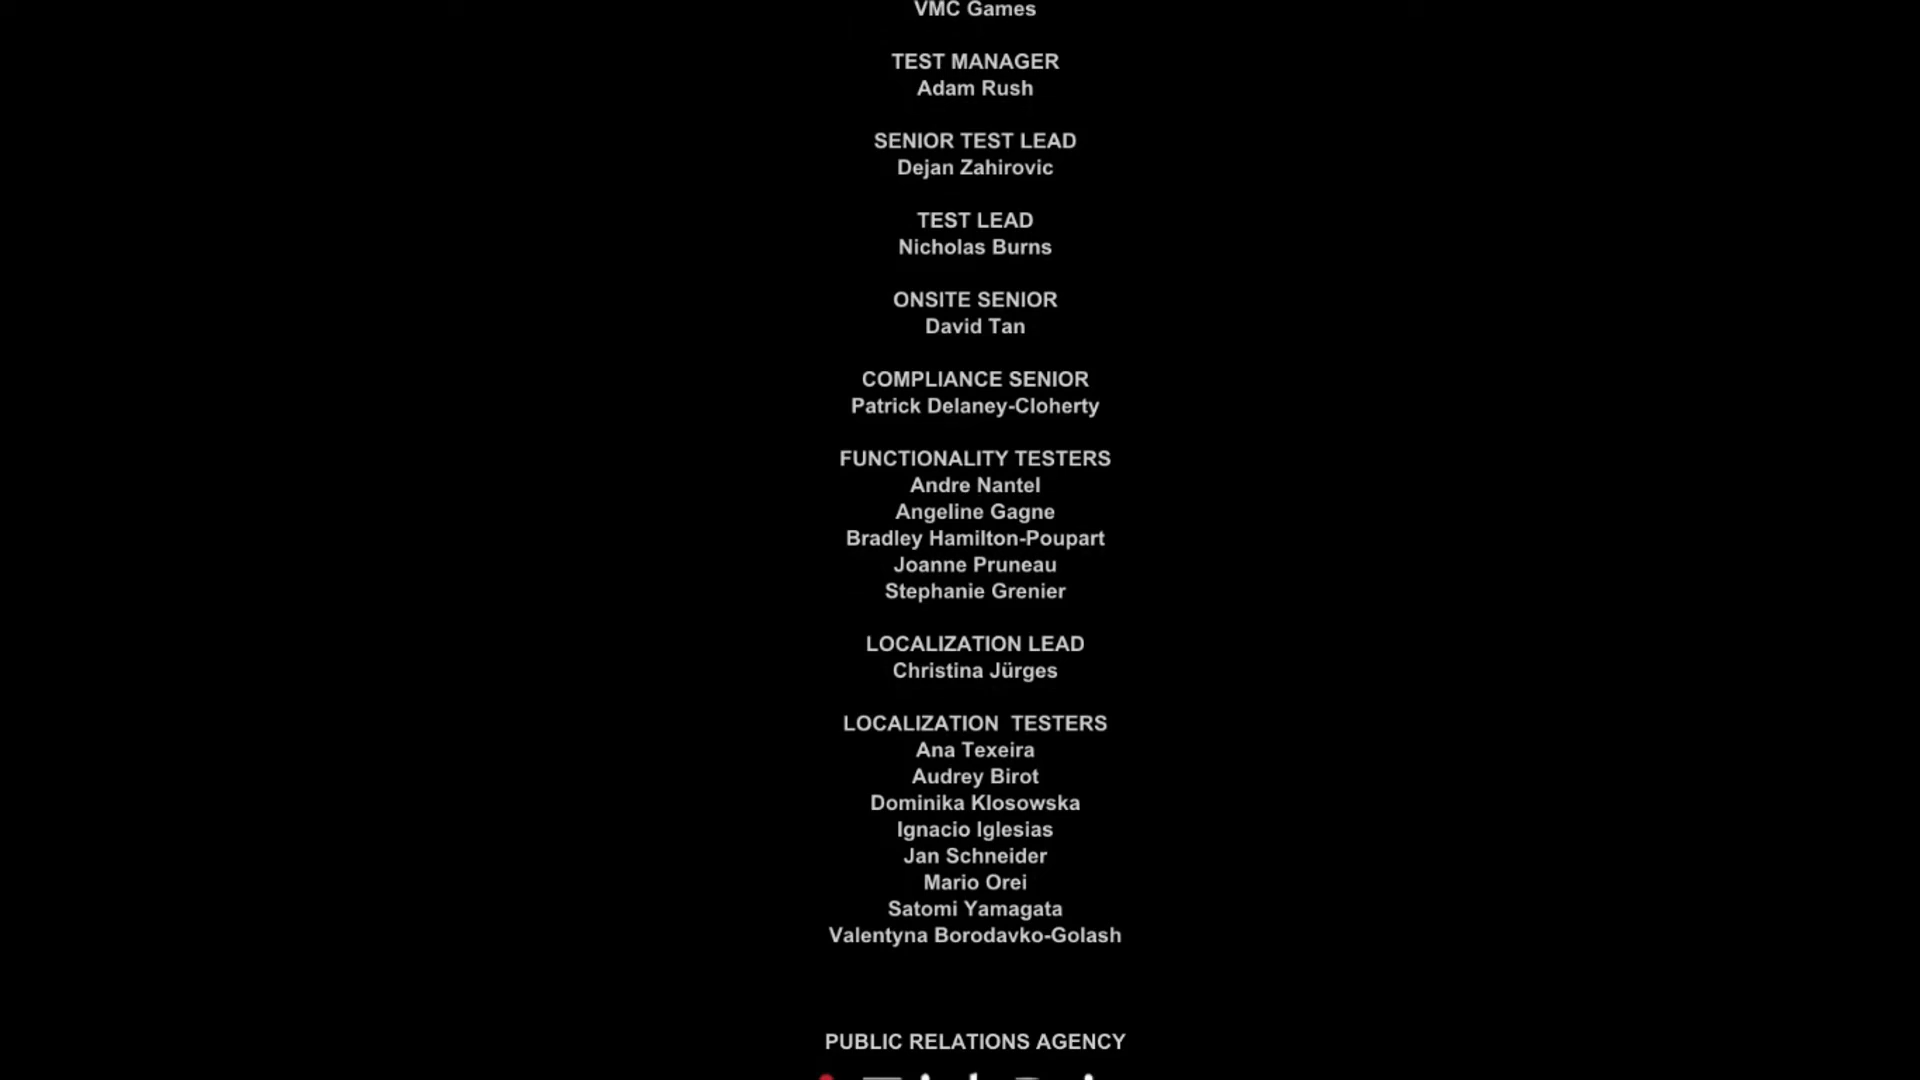 VMC Games
TEST MANAGER
Adam Rush
SENIOR TEST LEAD
Dejan Zahirovic
TEST LEAD
Nicholas Burns
ONSITE SENIOR
David Tan
COMPLIANCE SENIOR
Patrick Delaney-Cloherty
FUNCTIONALITY TESTERS
Andre Nantel
Angeline Gagne
Bradley Hamilton-Poupart
Joanne Pruneau
Stephanie Grenier
LOCALIZATION LEAD
Christina Jürges
LOCALIZATION  TESTERS
Ana Texeira
Audrey Birot
Dominika Klosowska
Ignacio Iglesias
Jan Schneider
Mario Orei
Satomi Yamagata
Valentyna Borodavko-Golash
PUBLIC RELATIONS AGENCY